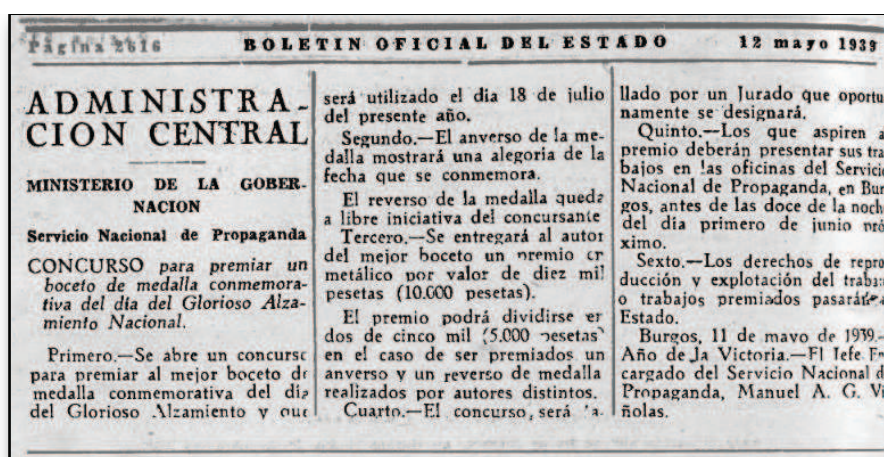 Página 2616 BOLETIN OFICIAL DEL ESTADO 12 mayo 1939
ADMINISTRA-
CION CENTRAL
MINISTERIO DE LA GOBER-
NACION
Servicio Nacional de Propaganda
CONCURSO para premiar un
boceto de medalla conmemora-
tiva del día del Glorioso Alza-
miento Nacional.
Primero.—Se abre un concurso
para premiar al mejor boceto de
medalla conmemorativa del día
del Glorioso Alzamiento y que
será utilizado el día 18 de julio
del presente año.
Segundo.—El anverso de la me-
dalla mostrará una alegoría de la
fecha que se conmemora.
El reverso de la medalla queda
a libre iniciativa del concursante
Tercero.—Se entregará al autor
del mejor boceto un premio en
metálico por valor de diez mil
pesetas (10.000 pesetas).
El premio podrá dividirse en
dos de cinco mil (5.000 pesetas)
en el caso de ser premiados un
anverso y un reverso de medalla
realizados por autores distintos.
Cuarto.—El concurso, será fa-
llado por un Jurado que oportu
namente se designará.
Quinto.—Los que aspiren a
premio deberán presentar sus tra
bajos en las oficinas del Servicio
Nacional de Propaganda, en Bur
gos, antes de las doce de la noch
del día primero de junio pró
ximo.
Sexto.—Los derechos de repro
ducción y explotación del trabajo
o trabajos premiados pasarán
Estado.
Burgos, 11 de mayo de 1939.—
Año de la Victoria.—El Jefe En
cargado del Servicio Nacional d
Propaganda, Manuel A. G. Vi
ñolas.